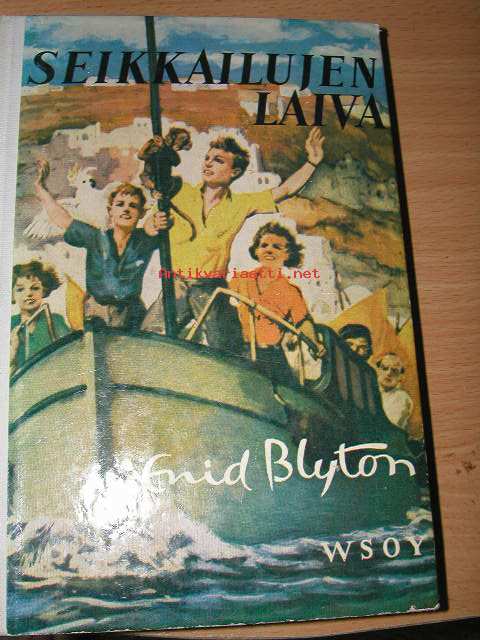 SEIKKAILUJEN
LAIVA
antikvariaatti.net
Enid Blyton
WSOY